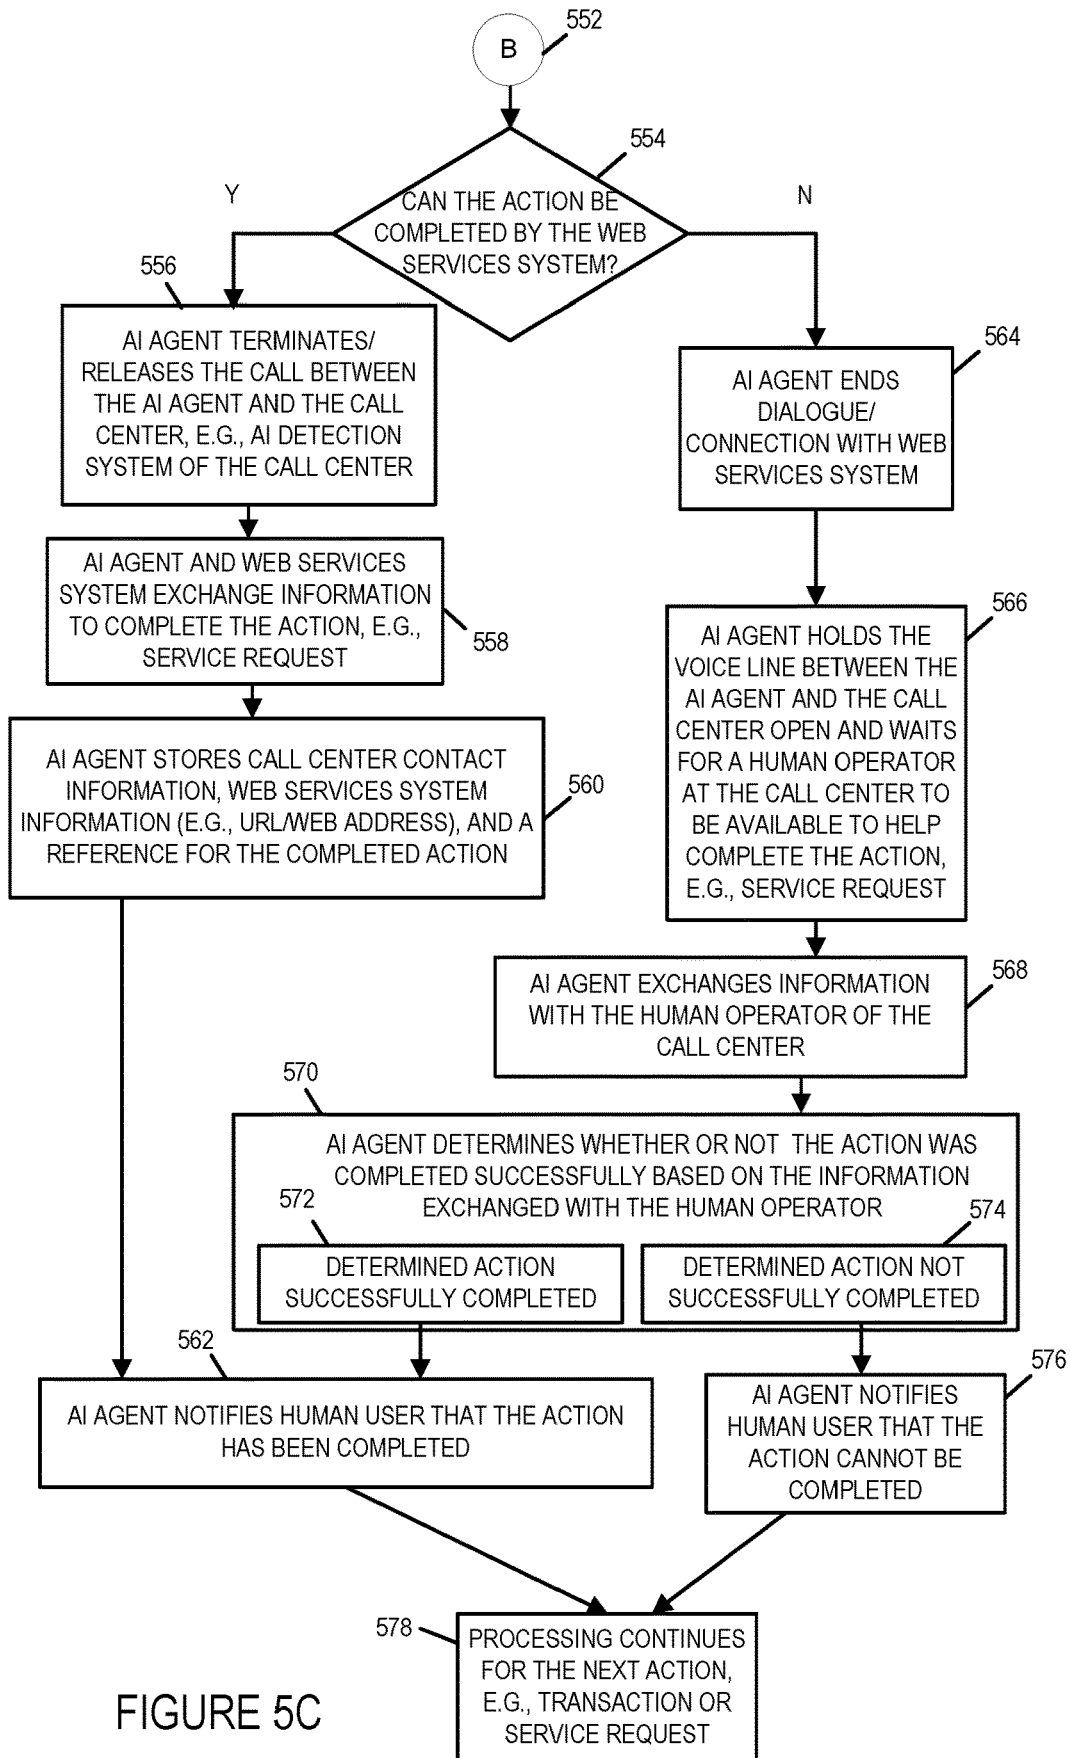 B
552
554
CAN THE ACTION BE
COMPLETED BY THE WEB
SERVICES SYSTEM?
Y
N
556
AI AGENT TERMINATES/
RELEASES THE CALL BETWEEN
THE AI AGENT AND THE CALL
CENTER, E.G., AI DETECTION
SYSTEM OF THE CALL CENTER
AI AGENT AND WEB SERVICES
SYSTEM EXCHANGE INFORMATION
TO COMPLETE THE ACTION, E.G.,
SERVICE REQUEST
558
AI AGENT STORES CALL CENTER CONTACT
INFORMATION, WEB SERVICES SYSTEM
INFORMATION (E.G., URL/WEB ADDRESS), AND A
REFERENCE FOR THE COMPLETED ACTION
560
564
AI AGENT ENDS
DIALOGUE/
CONNECTION WITH WEB
SERVICES SYSTEM
566
AI AGENT HOLDS THE
VOICE LINE BETWEEN THE
AI AGENT AND THE CALL
CENTER OPEN AND WAITS
FOR A HUMAN OPERATOR
AT THE CALL CENTER TO
BE AVAILABLE TO HELP
COMPLETE THE ACTION,
E.G., SERVICE REQUEST
568
AI AGENT EXCHANGES INFORMATION
WITH THE HUMAN OPERATOR OF THE
CALL CENTER
570
AI AGENT DETERMINES WHETHER OR NOT THE ACTION WAS
COMPLETED SUCCESSFULLY BASED ON THE INFORMATION
EXCHANGED WITH THE HUMAN OPERATOR
572
DETERMINED ACTION
SUCCESSFULLY COMPLETED
574
DETERMINED ACTION NOT
SUCCESSFULLY COMPLETED
562
AI AGENT NOTIFIES HUMAN USER THAT THE ACTION
HAS BEEN COMPLETED
576
AI AGENT NOTIFIES
HUMAN USER THAT THE
ACTION CANNOT BE
COMPLETED
578
PROCESSING CONTINUES
FOR THE NEXT ACTION,
E.G., TRANSACTION OR
SERVICE REQUEST
FIGURE 5C